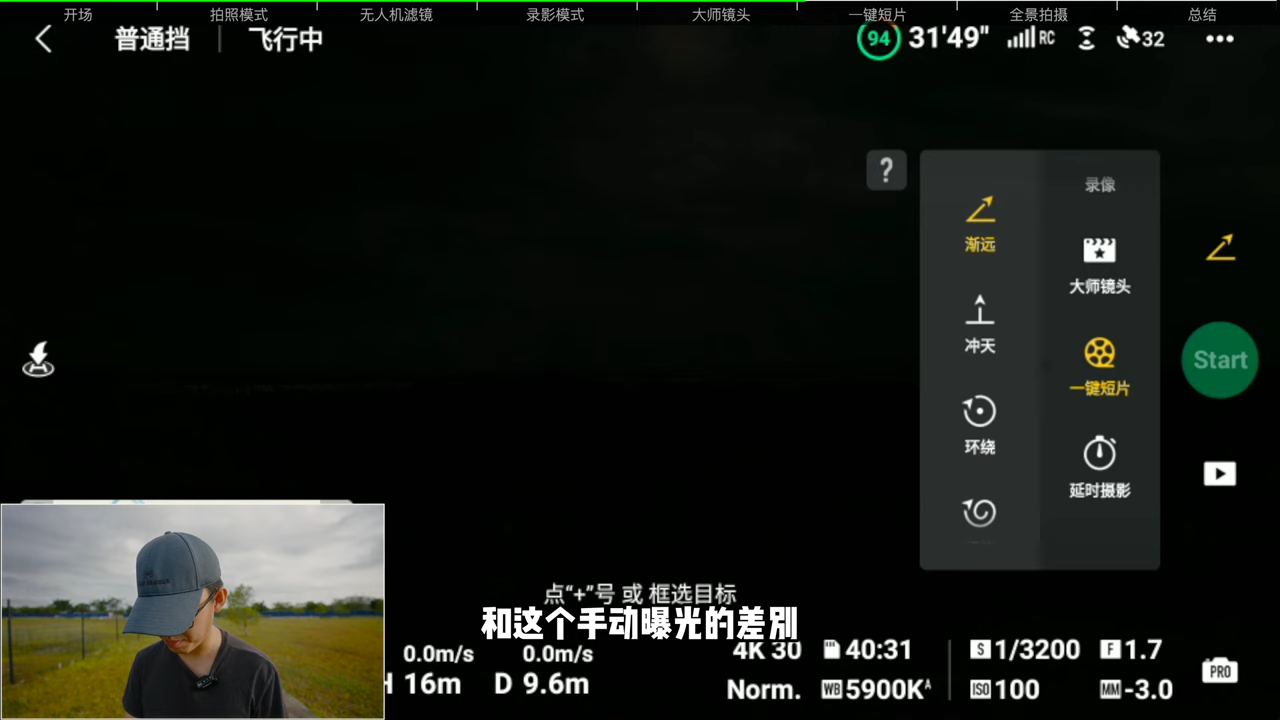 开场
拍照模式
无人机滤镜
录影模式
大师镜头
一键短片
全景拍摄
总结
普通挡
飞行中
94
31'49"
RC
32
?
录像
渐远
大师镜头
冲天
一键短片
Start
环绕
延时摄影
点“+”号 或 框选目标
和这个手动曝光的差别
0.0m/s
0.0m/s
4K 30
40:31
S 1/3200
F 1.7
H 16m
D 9.6m
Norm.
WB 5900K A
ISO 100
MM -3.0
PRO